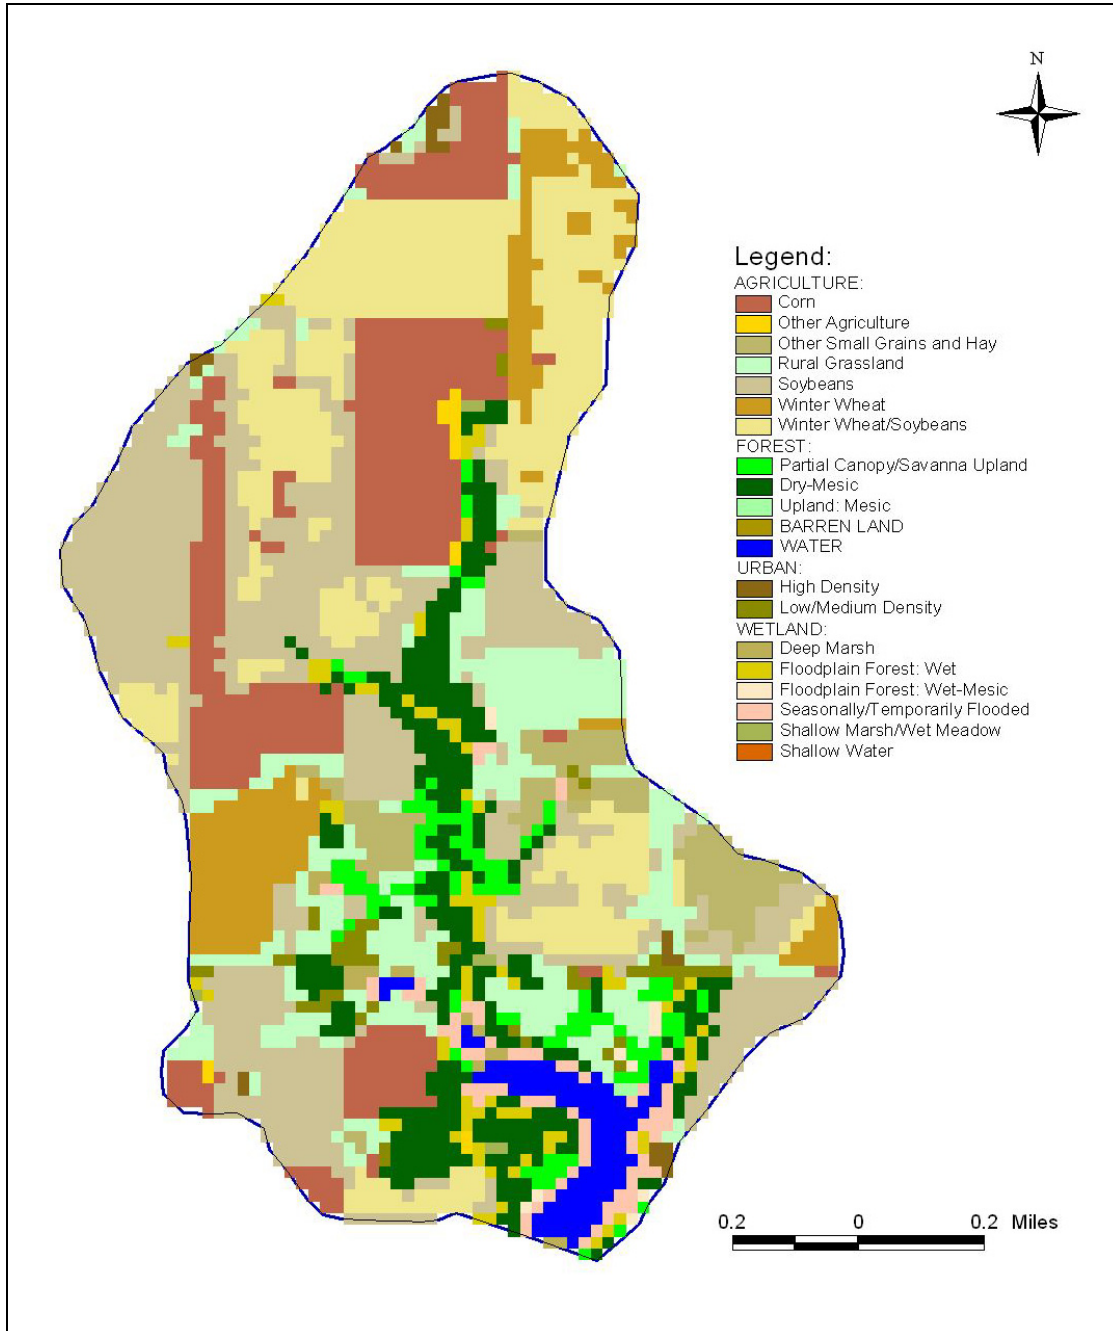 N
Legend:
AGRICULTURE:
Corn
Other Agriculture
Other Small Grains and Hay
Rural Grassland
Soybeans
Winter Wheat
Winter Wheat/Soybeans
FOREST:
Partial Canopy/Savanna Upland
Dry-Mesic
Upland: Mesic
BARREN LAND
WATER
URBAN:
High Density
Low/Medium Density
WETLAND:
Deep Marsh
Floodplain Forest: Wet
Floodplain Forest: Wet-Mesic
Seasonally/Temporarily Flooded
Shallow Marsh/Wet Meadow
Shallow Water
0.2 0 0.2 Miles